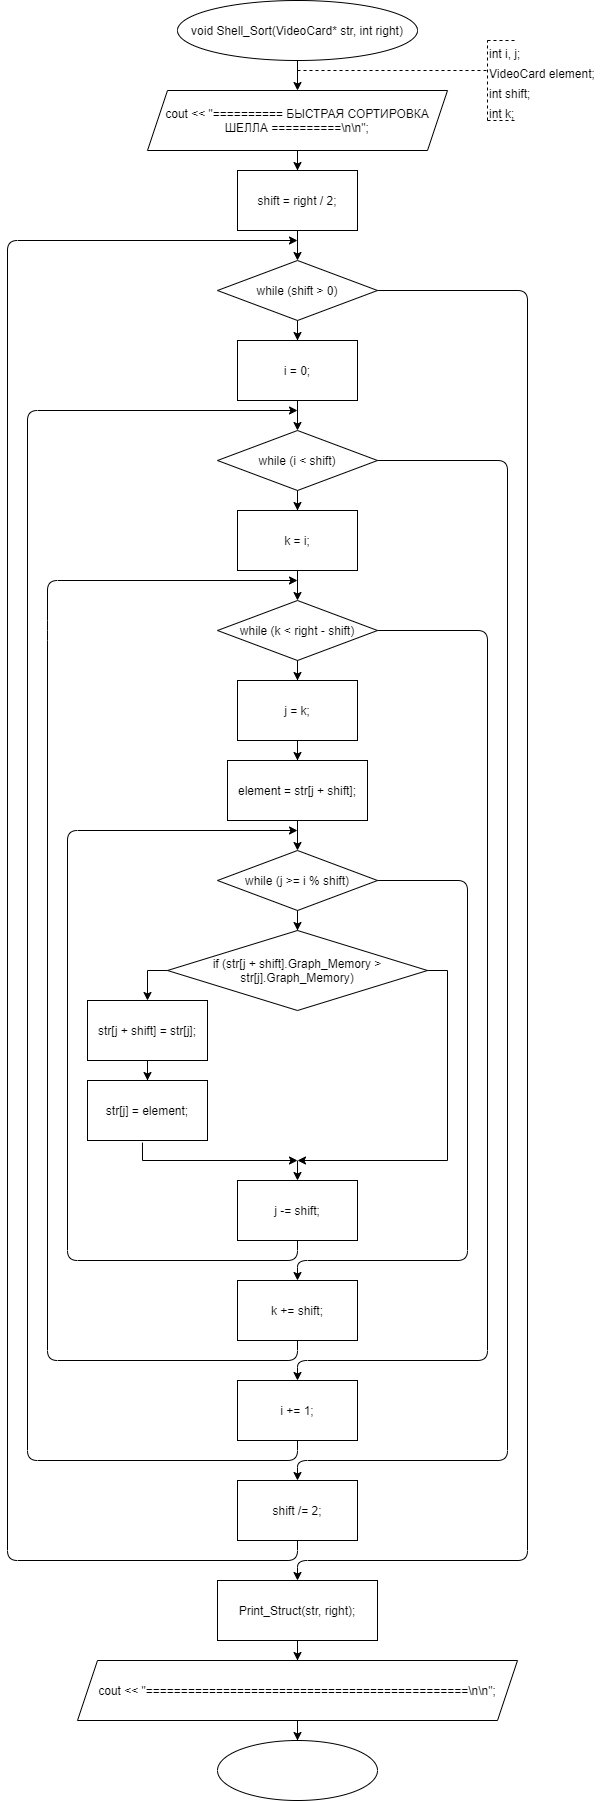 void Shell_Sort(VideoCard* str, int right)
int i, j;
VideoCard element;
int shift;
int k;
cout << "========== БЫСТРАЯ СОРТИРОВКА
ШЕЛЛА ==========\n\n";
shift = right / 2;
while (shift > 0)
i = 0;
while (i < shift)
k = i;
while (k < right - shift)
j = k;
element = str[j + shift];
while (j >= i % shift)
if (str[j + shift].Graph_Memory >
str[j].Graph_Memory)
str[j + shift] = str[j];
str[j] = element;
j -= shift;
k += shift;
i += 1;
shift /= 2;
Print_Struct(str, right);
cout << "==============================================\n\n";